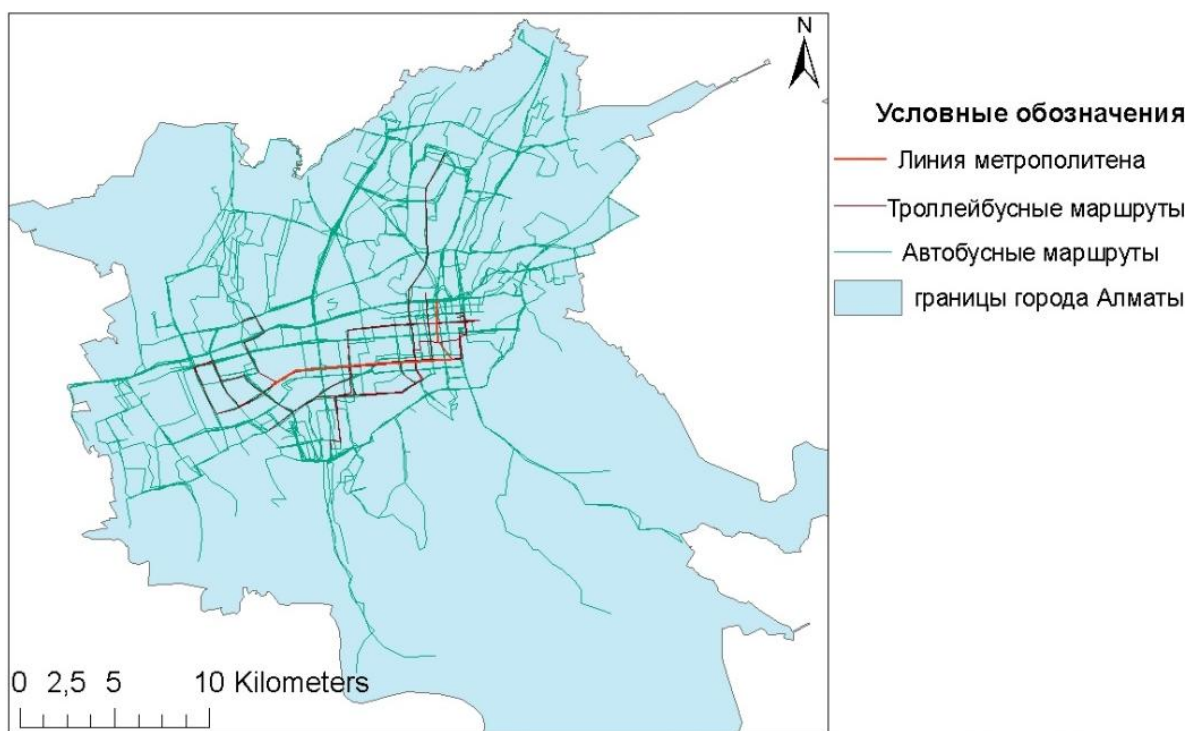 N
Условные обозначения
Линия метрополитена
Троллейбусные маршруты
Автобусные маршруты
границы города Алматы
0 2,5 5 10 Kilometers